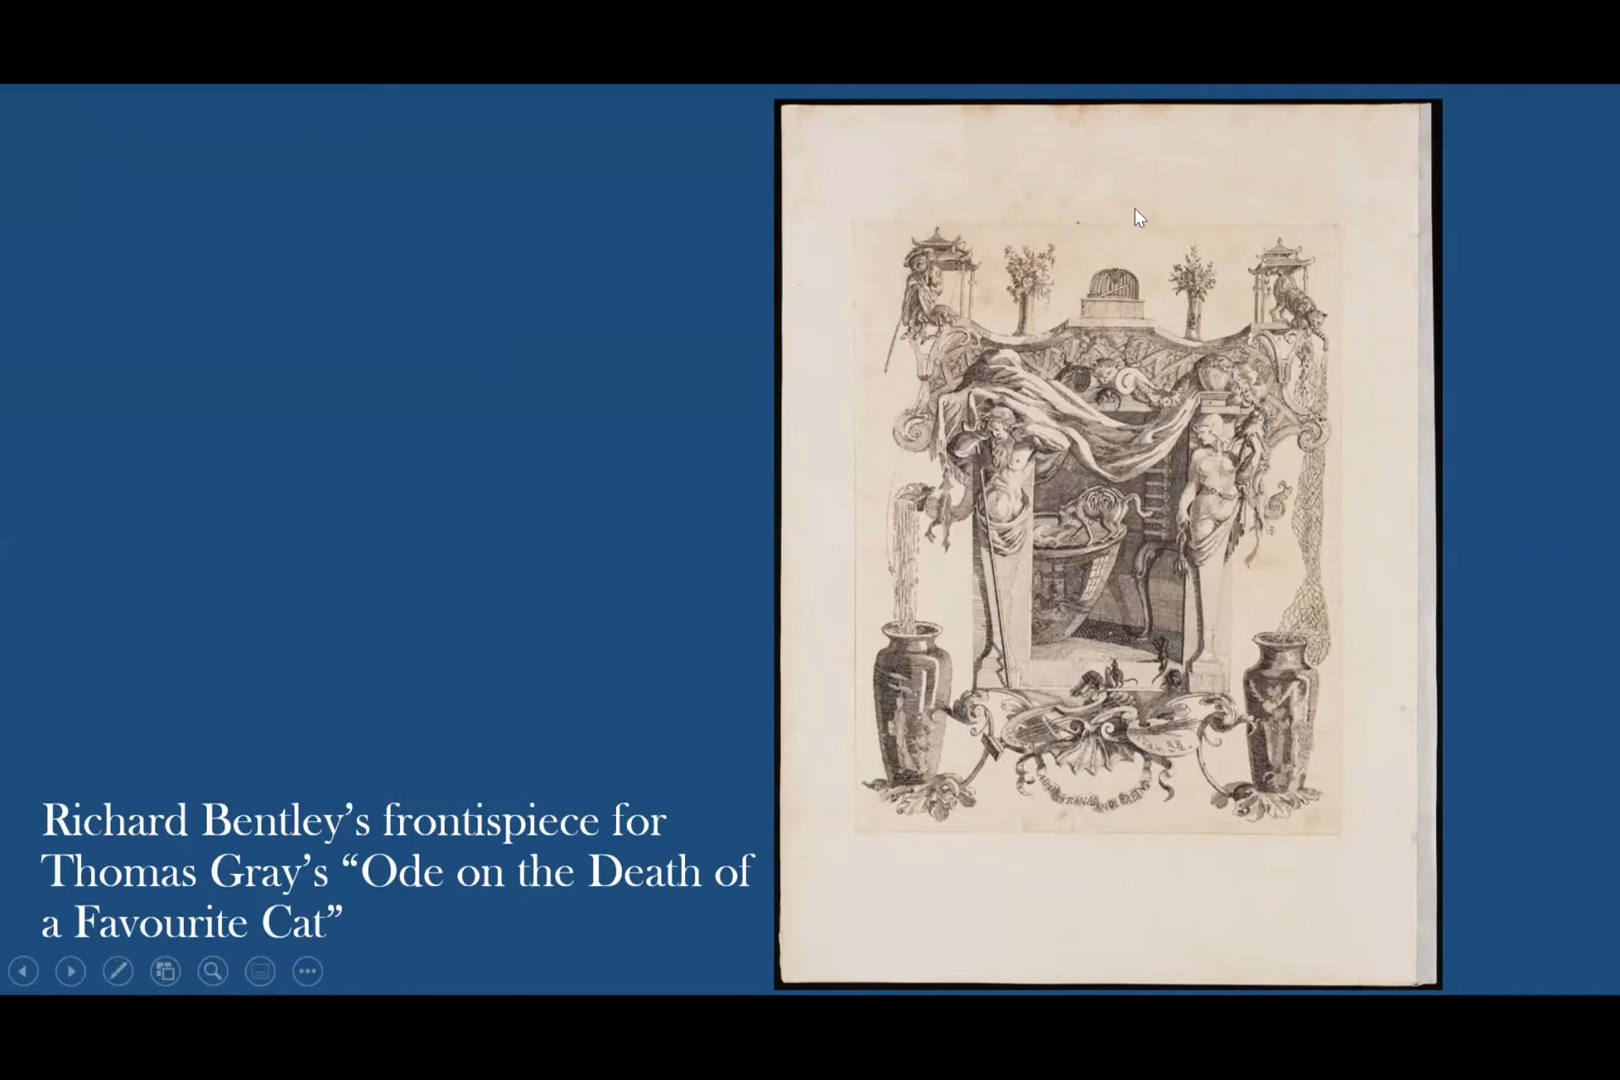 Richard Bentley’s frontispiece for
Thomas Gray’s “Ode on the Death of
a Favourite Cat”